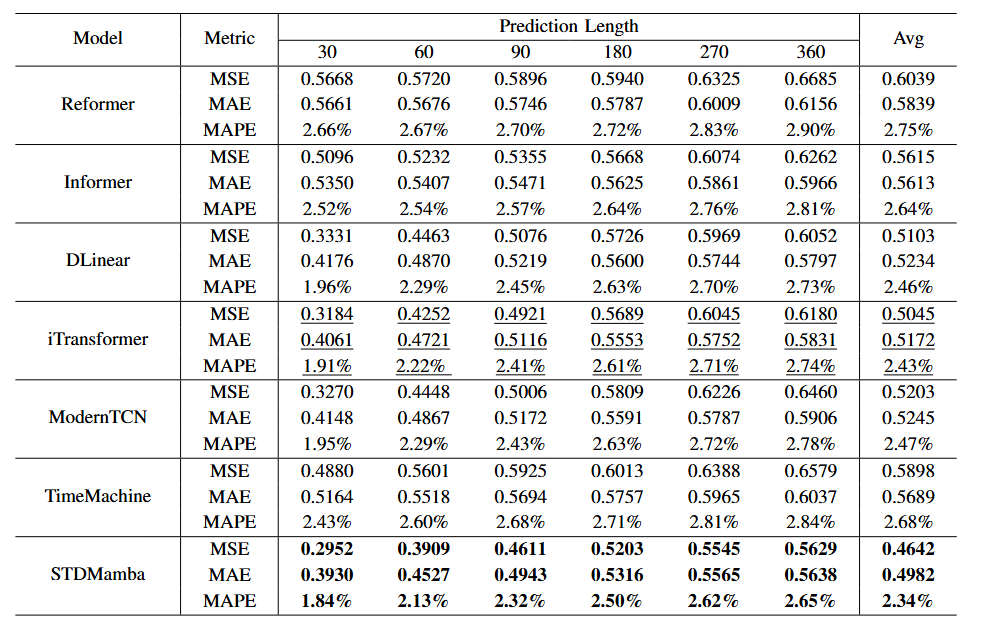 Model Metric Prediction Length Avg
30 60 90 180 270 360
MSE 0.5668 0.5720 0.5896 0.5940 0.6325 0.6685 0.6039
Reformer MAE 0.5661 0.5676 0.5746 0.5787 0.6009 0.6156 0.5839
MAPE 2.66% 2.67% 2.70% 2.72% 2.83% 2.90% 2.75%
MSE 0.5096 0.5232 0.5355 0.5668 0.6074 0.6262 0.5615
Informer MAE 0.5350 0.5407 0.5471 0.5625 0.5861 0.5966 0.5613
MAPE 2.52% 2.54% 2.57% 2.64% 2.76% 2.81% 2.64%
MSE 0.3331 0.4463 0.5076 0.5726 0.5969 0.6052 0.5103
DLinear MAE 0.4176 0.4870 0.5219 0.5600 0.5744 0.5797 0.5234
MAPE 1.96% 2.29% 2.45% 2.63% 2.70% 2.73% 2.46%
MSE 0.3184 0.4252 0.4921 0.5689 0.6045 0.6180 0.5045
iTransformer MAE 0.4061 0.4721 0.5116 0.5553 0.5752 0.5831 0.5172
MAPE 1.91% 2.22% 2.41% 2.61% 2.71% 2.74% 2.43%
MSE 0.3270 0.4448 0.5006 0.5809 0.6226 0.6460 0.5203
ModernTCN MAE 0.4148 0.4867 0.5172 0.5591 0.5787 0.5906 0.5245
MAPE 1.95% 2.29% 2.43% 2.63% 2.72% 2.78% 2.47%
MSE 0.4880 0.5601 0.5925 0.6013 0.6388 0.6579 0.5898
TimeMachine MAE 0.5164 0.5518 0.5694 0.5757 0.5965 0.6037 0.5689
MAPE 2.43% 2.60% 2.68% 2.71% 2.81% 2.84% 2.68%
MSE 0.2952 0.3909 0.4611 0.5203 0.5545 0.5629 0.4642
STDMamba MAE 0.3930 0.4527 0.4943 0.5316 0.5565 0.5638 0.4982
MAPE 1.84% 2.13% 2.32% 2.50% 2.62% 2.65% 2.34%